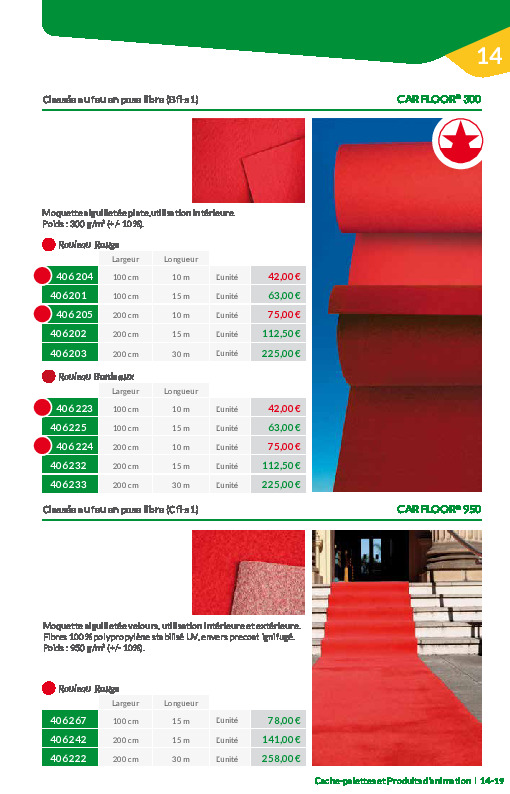 14
Classée au feu en pose libre (Bfl-s1) CAR FLOOR® 300
Moquette aiguilletée plate, utilisation intérieure.
Poids : 300 g/m² (+/- 10%).
Rouleau Rouge
Largeur Longueur
406204 100 cm 10 m L'unité 42,00 €
406201 100 cm 15 m L'unité 63,00 €
406205 200 cm 10 m L'unité 75,00 €
406202 200 cm 15 m L'unité 112,50 €
406203 200 cm 30 m L'unité 225,00 €
Rouleau Bordeaux
Largeur Longueur
406223 100 cm 10 m L'unité 42,00 €
406225 100 cm 15 m L'unité 63,00 €
406224 200 cm 10 m L'unité 75,00 €
406232 200 cm 15 m L'unité 112,50 €
406233 200 cm 30 m L'unité 225,00 €
Classée au feu en pose libre (Cfl-s1) CAR FLOOR® 950
Moquette aiguilletée velours, utilisation intérieure et extérieure.
Fibres 100% polypropylène stabilisé UV, envers precoat ignifugé.
Poids : 950 g/m² (+/- 10%).
Rouleau Rouge
Largeur Longueur
406267 100 cm 15 m L'unité 78,00 €
406242 200 cm 15 m L'unité 141,00 €
406222 200 cm 30 m L'unité 258,00 €
Cache-palettes et Produits d'animation | 14-19